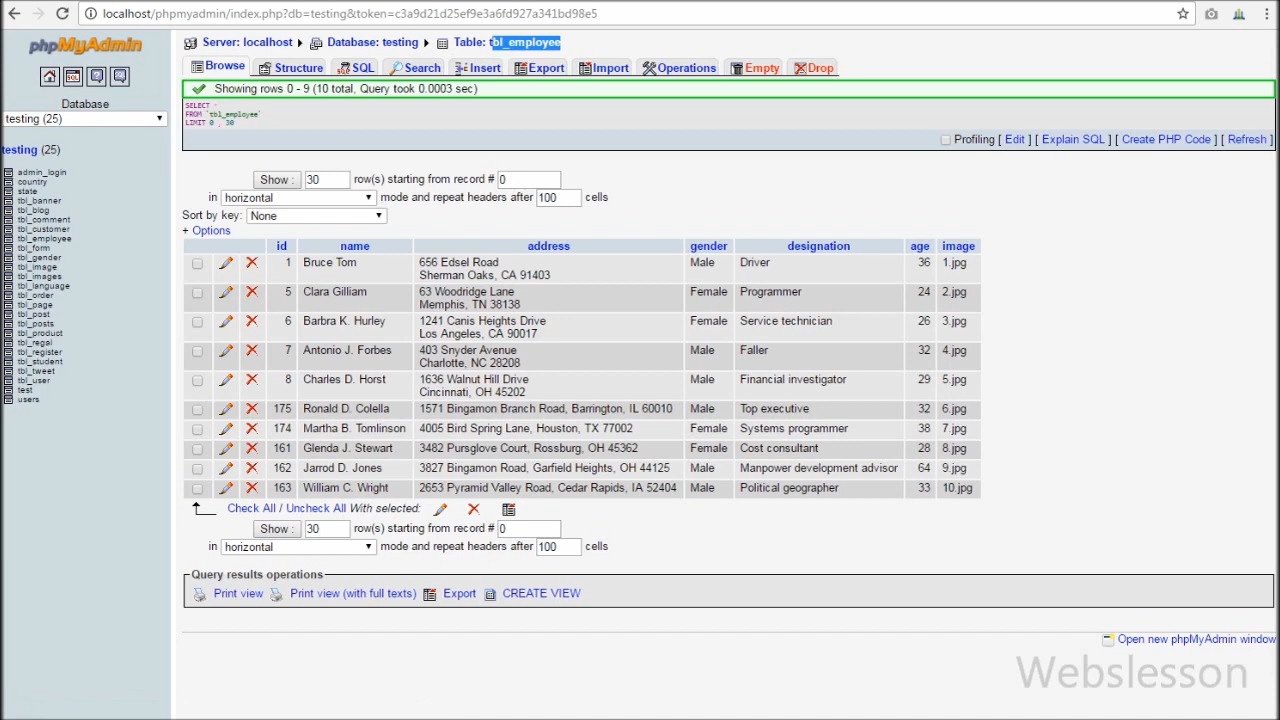 localhost/phpmyadmin/index.php?db=testing&token=c3a9d21d25ef9e3a6fd927a341bd98e5
phpMyAdmin
Server: localhost Database: testing Table: tbl_employee
Browse Structure SQL Search Insert Export Import Operations Empty Drop
Showing rows 0 - 9 (10 total, Query took 0.0003 sec)
SELECT *
FROM `tbl_employee`
LIMIT 0 , 30
Profiling [ Edit ] [ Explain SQL ] [ Create PHP Code ] [ Refresh ]
SQL
Database
testing (25)
testing (25)
admin_login
country
state
tbl_banner
tbl_blog
tbl_comment
tbl_customer
tbl_employee
tbl_form
tbl_gender
tbl_image
tbl_images
tbl_language
tbl_order
tbl_page
tbl_post
tbl_posts
tbl_product
tbl_regal
tbl_register
tbl_student
tbl_tweet
tbl_user
test
users
Show : 30 row(s) starting from record # 0
in horizontal mode and repeat headers after 100 cells
Sort by key: None
+ Options
id name address gender designation age image
1 Bruce Tom 656 Edsel Road Male Driver 36 1.jpg
Sherman Oaks, CA 91403
5 Clara Gilliam 63 Woodridge Lane Female Programmer 24 2.jpg
Memphis, TN 38138
6 Barbra K. Hurley 1241 Canis Heights Drive Female Service technician 26 3.jpg
Los Angeles, CA 90017
7 Antonio J. Forbes 403 Snyder Avenue Male Faller 32 4.jpg
Charlotte, NC 28208
8 Charles D. Horst 1636 Walnut Hill Drive Male Financial investigator 29 5.jpg
Cincinnati, OH 45202
175 Ronald D. Colella 1571 Bingamon Branch Road, Barrington, IL 60010 Male Top executive 32 6.jpg
174 Martha B. Tomlinson 4005 Bird Spring Lane, Houston, TX 77002 Female Systems programmer 38 7.jpg
161 Glenda J. Stewart 3482 Pursglove Court, Rossburg, OH 45362 Female Cost consultant 28 8.jpg
162 Jarrod D. Jones 3827 Bingamon Road, Garfield Heights, OH 44125 Male Manpower development advisor 64 9.jpg
163 William C. Wright 2653 Pyramid Valley Road, Cedar Rapids, IA 52404 Male Political geographer 33 10.jpg
Check All / Uncheck All With selected:
Show : 30 row(s) starting from record # 0
in horizontal mode and repeat headers after 100 cells
Query results operations
Print view Print view (with full texts) Export CREATE VIEW
Open new phpMyAdmin window
Webslesson